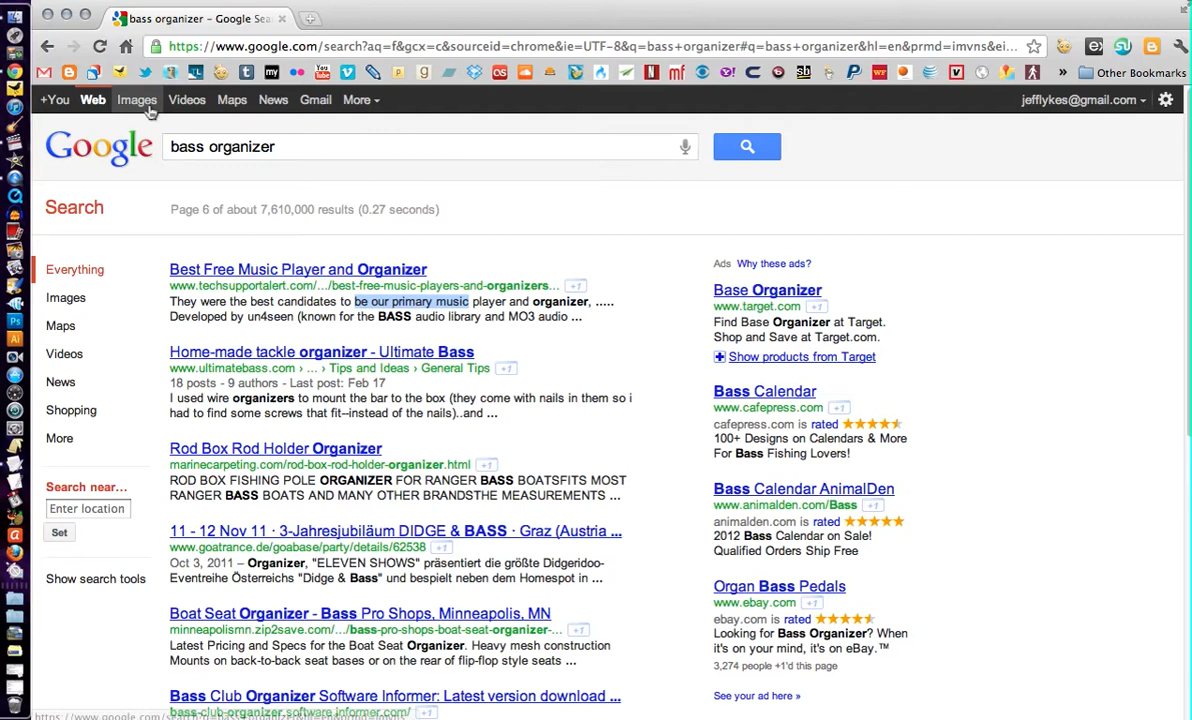 bass organizer – Google Sea
https://www.google.com/search?aq=f&gcx=c&sourceid=chrome&ie=UTF-8&q=bass+organizer#q=bass+organizer&hl=en&prmd=imvns&ei...
Other Bookmarks
+You Web Images Videos Maps News Gmail More
jefflykes@gmail.com
Google
bass organizer
Search
Page 6 of about 7,610,000 results (0.27 seconds)
Everything
Images
Maps
Videos
News
Shopping
More
Search near...
Enter location
Set
Show search tools
Best Free Music Player and Organizer
www.techsupportalert.com/.../best-free-music-players-and-organizers... +1
They were the best candidates to be our primary music player and organizer, .....
Developed by un4seen (known for the BASS audio library and MO3 audio ...
Home-made tackle organizer - Ultimate Bass
www.ultimatebass.com › ... › Tips and Ideas › General Tips +1
18 posts - 9 authors - Last post: Feb 17
I used wire organizers to mount the bar to the box (they come with nails in them so i
had to find some screws that fit--instead of the nails)..and ...
Rod Box Rod Holder Organizer
marinecarpeting.com/rod-box-rod-holder-organizer.html +1
ROD BOX FISHING POLE ORGANIZER FOR RANGER BASS BOATSFITS MOST
RANGER BASS BOATS AND MANY OTHER BRANDSTHE MEASUREMENTS ...
11 - 12 Nov 11 · 3-Jahresjubiläum DIDGE & BASS · Graz (Austria ...
www.goatrance.de/goabase/party/details/62538 +1
Oct 3, 2011 – Organizer, "ELEVEN SHOWS" präsentiert die größte Didgeridoo-
Eventreihe Österreichs "Didge & Bass" und bespielt neben dem Homespot in ...
Boat Seat Organizer - Bass Pro Shops, Minneapolis, MN
minneapolismn.zip2save.com/.../bass-pro-shops-boat-seat-organizer-... +1
Latest Pricing and Specs for the Boat Seat Organizer. Heavy mesh construction
Mounts on back-to-back seat bases or on the rear of flip-flop style seats ...
Bass Club Organizer Software Informer: Latest version download ...
bass-club-organizer.software.informer.com/ +1
Ads Why these ads?
Base Organizer
www.target.com +1
Find Base Organizer at Target.
Shop and Save at Target.com.
Show products from Target
Bass Calendar
www.cafepress.com +1
cafepress.com is rated
100+ Designs on Calendars & More
For Bass Fishing Lovers!
Bass Calendar AnimalDen
www.animalden.com/Bass +1
animalden.com is rated
2012 Bass Calendar on Sale!
Qualified Orders Ship Free
Organ Bass Pedals
www.ebay.com +1
ebay.com is rated
Looking for Bass Organizer? When
it's on your mind, it's on eBay.™
3,274 people +1'd this page
See your ad here »